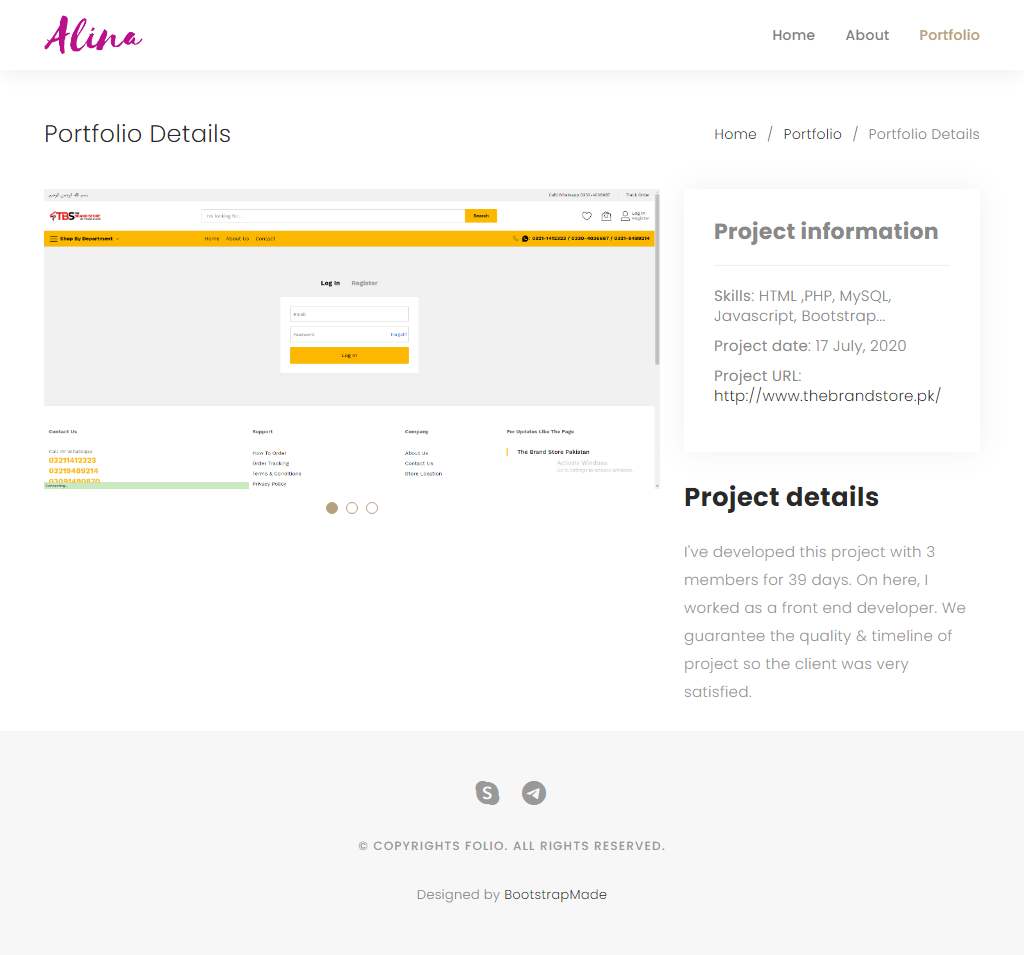 Alina
Home About Portfolio
Portfolio Details
Home / Portfolio / Portfolio Details
Call/Whatsapp 0331-4036667 Track Order
TBS THE BRAND STORE
I'm looking for... Search
Log In
Register
Shop By Department
Home About Us Contact
0321-1412323 / 0330-4036667 / 0321-9489214
Log In Register
Email
Password Forgot?
Log In
Contact Us
Call Or Whatsapp
03211412323
03219489214
03091490870
Connecting...
Support
How To Order
Order Tracking
Terms & Conditions
Privacy Policy
Company
About Us
Contact Us
Store Location
For Updates Like The Page
The Brand Store Pakistan
Activate Windows
Go to Settings to activate Windows.
Project information
Skills: HTML ,PHP, MySQL,
Javascript, Bootstrap...
Project date: 17 July, 2020
Project URL:
http://www.thebrandstore.pk/
Project details
I've developed this project with 3
members for 39 days. On here, I
worked as a front end developer. We
guarantee the quality & timeline of
project so the client was very
satisfied.
© COPYRIGHTS FOLIO. ALL RIGHTS RESERVED.
Designed by BootstrapMade